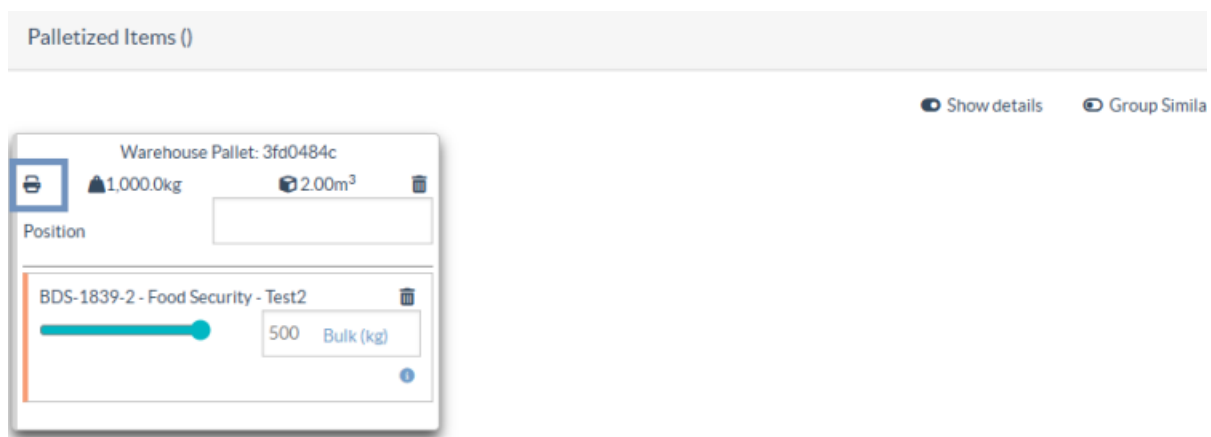 Palletized Items ()
Show details Group Simila
Warehouse Pallet: 3fd0484c
1,000.0kg 2.00m³
Position
BDS-1839-2 - Food Security - Test2
500 Bulk (kg)